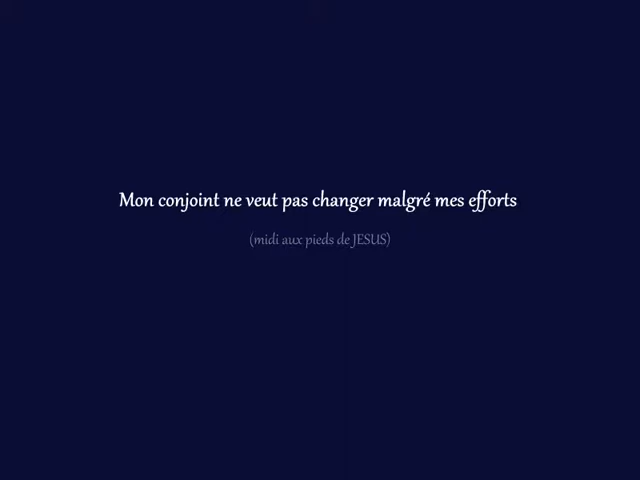 Mon conjoint ne veut pas changer malgré mes efforts
(midi aux pieds de JESUS)